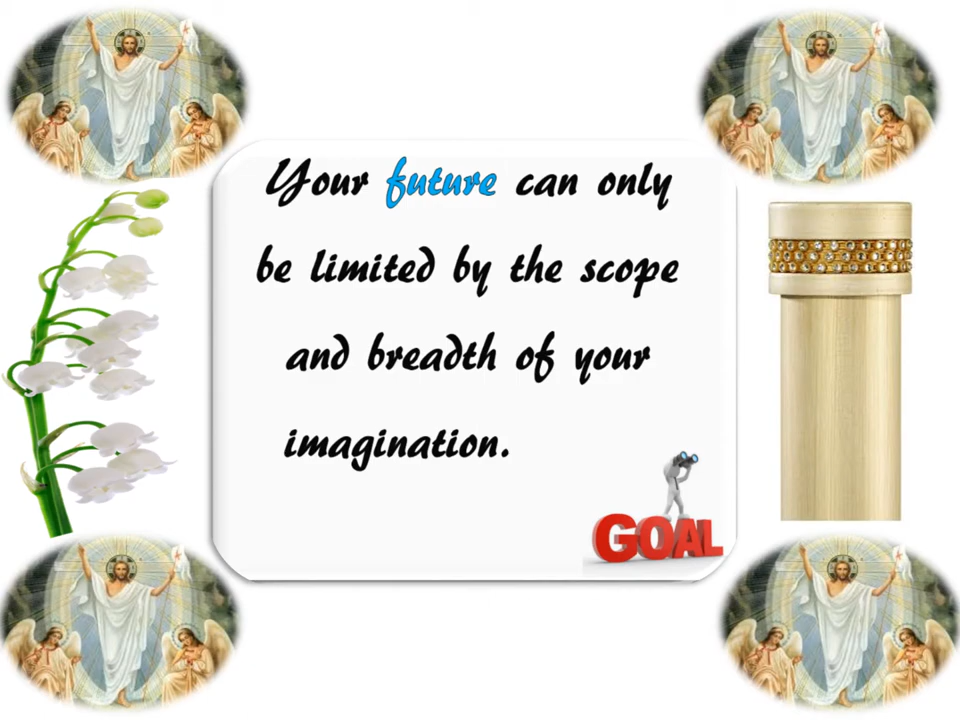 Your future can only
be limited by the scope
and breadth of your
imagination.
GOAL